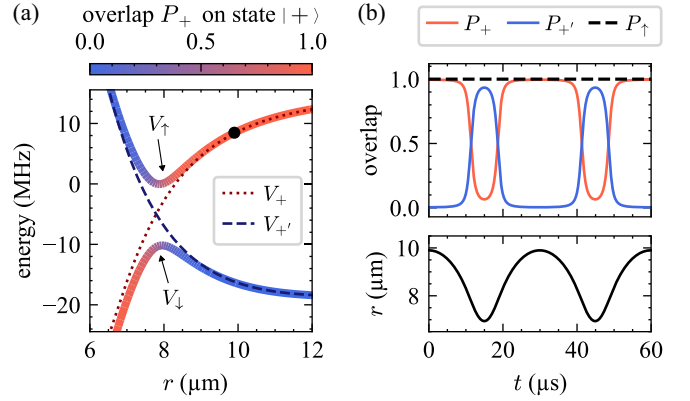 (a)
overlap P₊ on state |+⟩
0.0 0.5 1.0
V↑
V₊
V₊′
V↓
energy (MHz)
10
0
−10
−20
6 8 10 12
r (μm)
(b)
P₊ P₊′ P↑
overlap
1.0
0.5
0.0
r (μm)
10
8
0 20 40 60
t (μs)